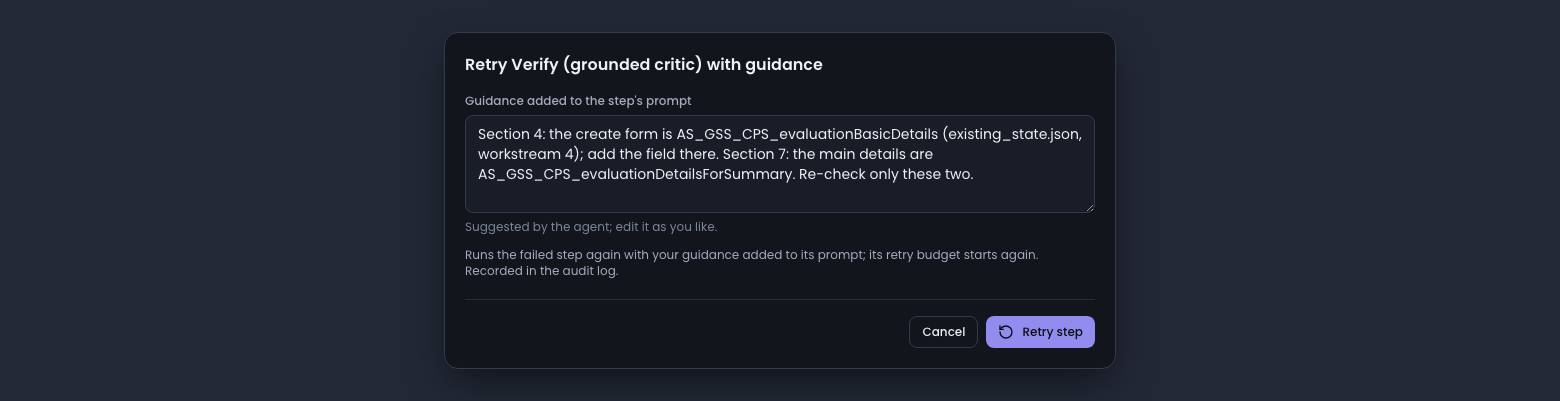 Retry Verify (grounded critic) with guidance
Guidance added to the step's prompt
Section 4: the create form is AS_GSS_CPS_evaluationBasicDetails (existing_state.json,
workstream 4); add the field there. Section 7: the main details are
AS_GSS_CPS_evaluationDetailsForSummary. Re-check only these two.
Suggested by the agent; edit it as you like.
Runs the failed step again with your guidance added to its prompt; its retry budget starts again.
Recorded in the audit log.
Cancel
Retry step